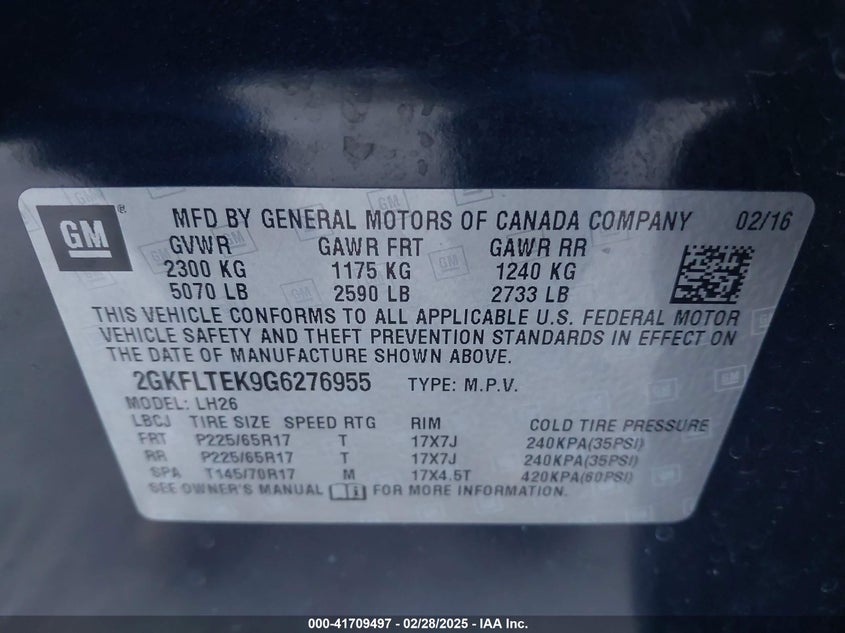 GM®
MFD BY GENERAL MOTORS OF CANADA COMPANY 02/16
GVWR GAWR FRT GAWR RR
2300 KG 1175 KG 1240 KG
5070 LB 2590 LB 2733 LB
THIS VEHICLE CONFORMS TO ALL APPLICABLE U.S. FEDERAL MOTOR
VEHICLE SAFETY AND THEFT PREVENTION STANDARDS IN EFFECT ON
THE DATE OF MANUFACTURE SHOWN ABOVE.
2GKFLTEK9G6276955 TYPE: M.P.V.
MODEL: LH26
LBCJ TIRE SIZE SPEED RTG RIM COLD TIRE PRESSURE
FRT P225/65R17 T 17X7J 240KPA(35PSI)
RR P225/65R17 T 17X7J 240KPA(35PSI)
SPA T145/70R17 M 17X4.5T 420KPA(60PSI)
SEE OWNER'S MANUAL FOR MORE INFORMATION.
000-41709497 - 02/28/2025 - IAA Inc.